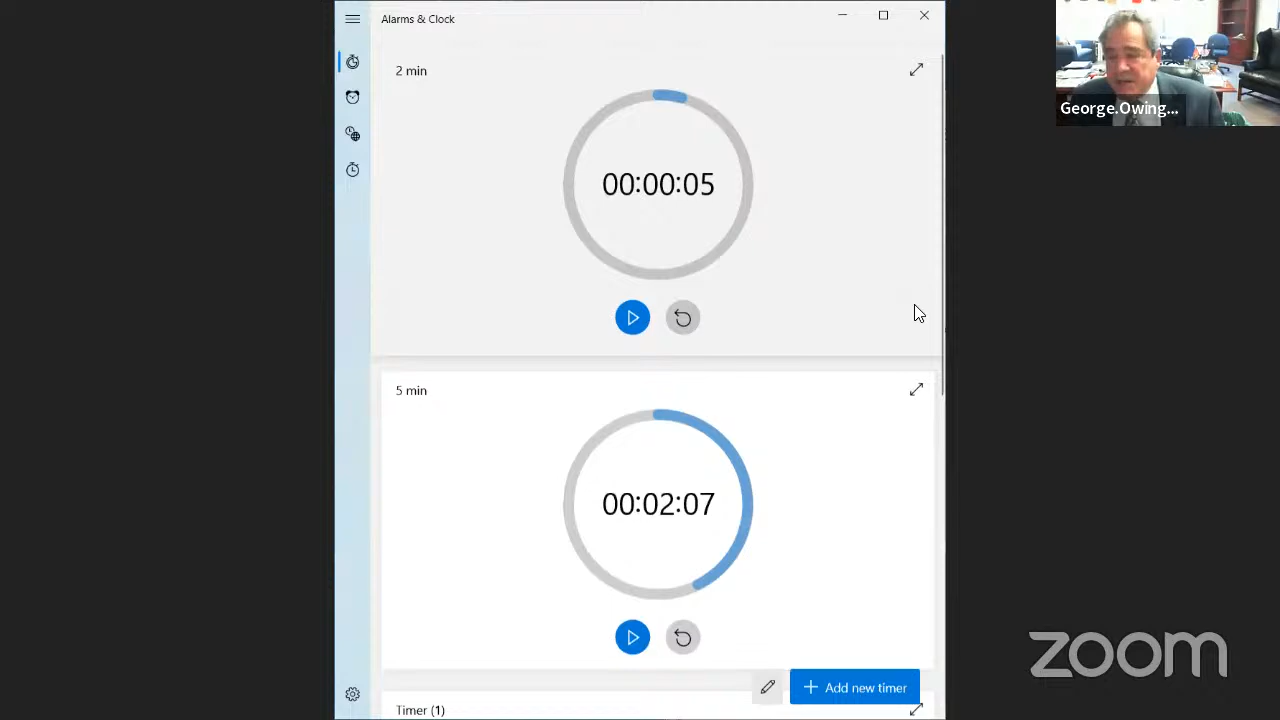 Alarms & Clock
2 min
00:00:05
George.Owing...
5 min
00:02:07
Add new timer
Timer (1)
zoom